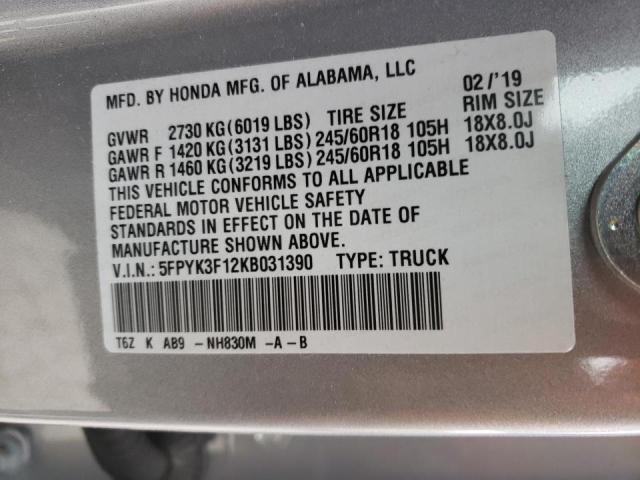 MFD. BY HONDA MFG. OF ALABAMA, LLC 02/'19
GVWR 2730 KG(6019 LBS) TIRE SIZE RIM SIZE
GAWR F 1420 KG(3131 LBS) 245/60R18 105H 18X8.0J
GAWR R 1460 KG(3219 LBS) 245/60R18 105H 18X8.0J
THIS VEHICLE CONFORMS TO ALL APPLICABLE
FEDERAL MOTOR VEHICLE SAFETY
STANDARDS IN EFFECT ON THE DATE OF
MANUFACTURE SHOWN ABOVE.
V.I.N.: 5FPYK3F12KB031390 TYPE: TRUCK
T6Z K AB9 -NH830M -A -B